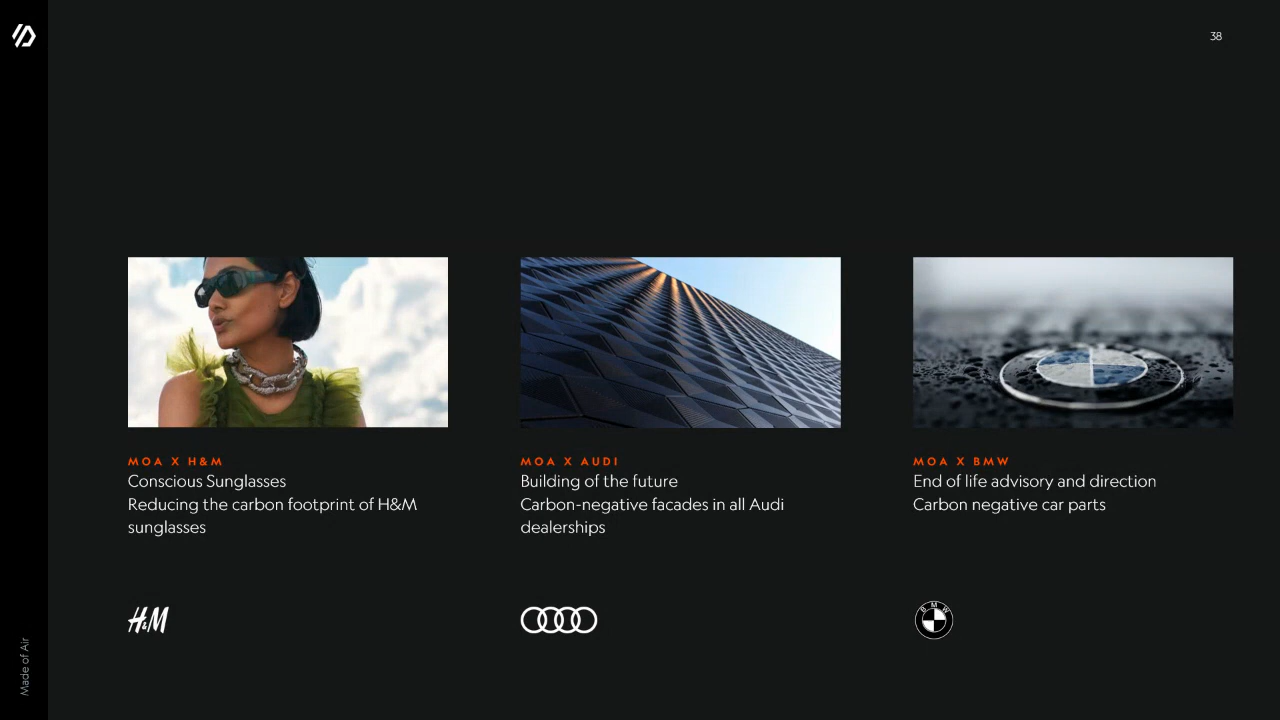 38
MOA X H&M
Conscious Sunglasses
Reducing the carbon footprint of H&M
sunglasses
MOA X AUDI
Building of the future
Carbon-negative facades in all Audi
dealerships
MOA X BMW
End of life advisory and direction
Carbon negative car parts
H&M
BMW
Made of Air